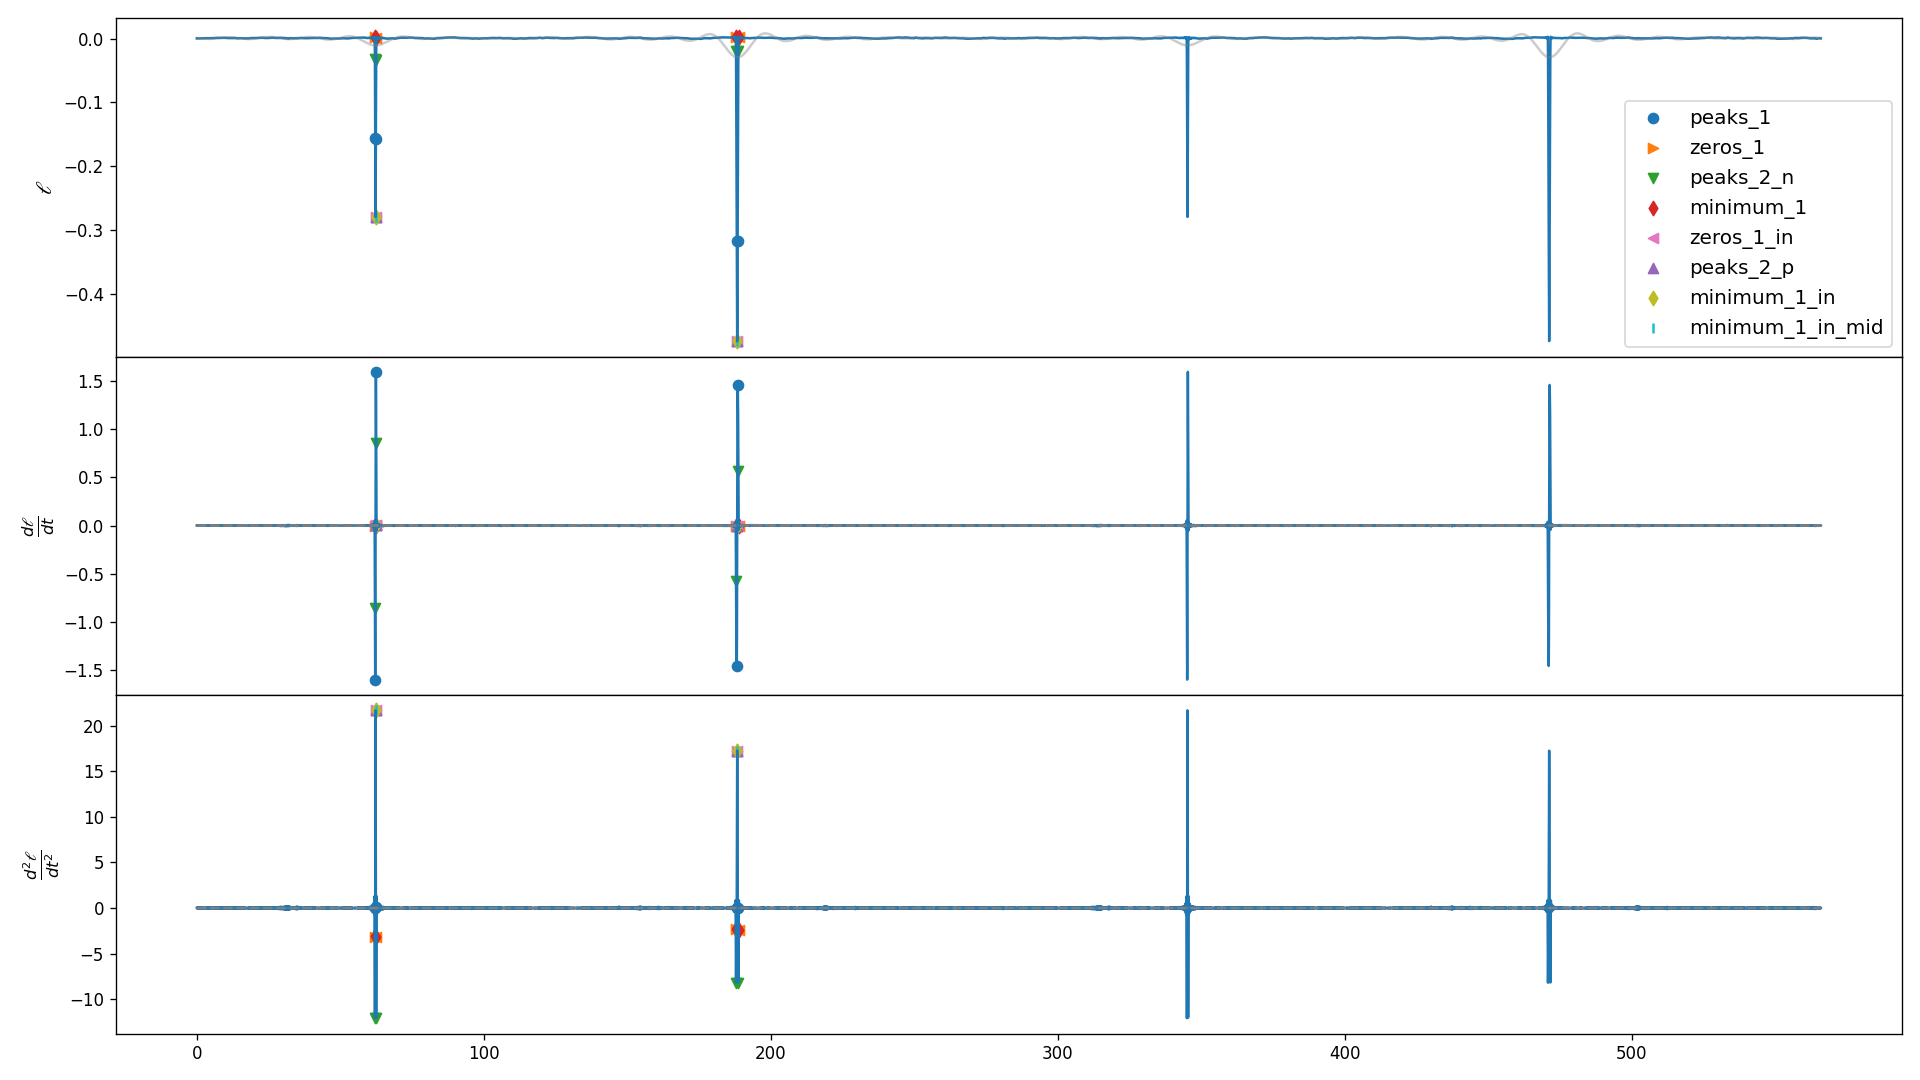 0.0
−0.1
−0.2
−0.3
−0.4
ℓ
peaks_1
zeros_1
peaks_2_n
minimum_1
zeros_1_in
peaks_2_p
minimum_1_in
minimum_1_in_mid
1.5
1.0
0.5
0.0
−0.5
−1.0
−1.5
dℓ
dt
20
15
10
5
0
−5
−10
d²ℓ
dt²
0 100 200 300 400 500